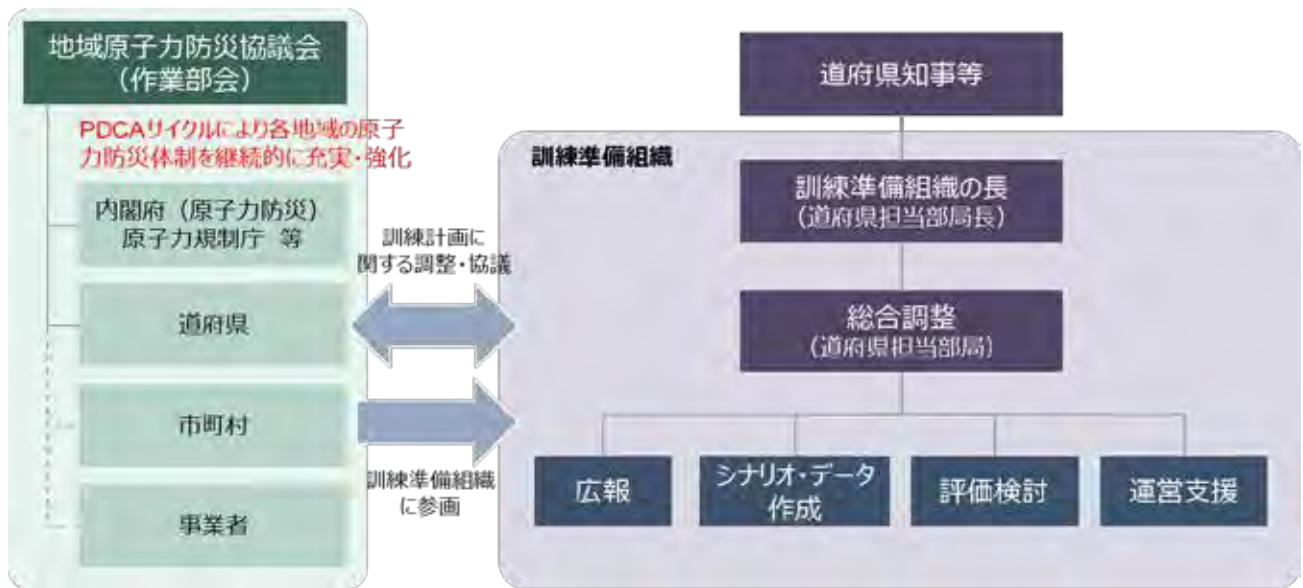 地域原子力防災協議会
（作業部会）
PDCAサイクルにより各地域の原子
力防災体制を継続的に充実・強化
内閣府（原子力防災）
原子力規制庁 等
道府県
市町村
事業者
訓練計画に
関する調整・協議
訓練準備組織
に参画
道府県知事等
訓練準備組織
訓練準備組織の長
（道府県担当部局長）
総合調整
（道府県担当部局）
広報
シナリオ・データ
作成
評価検討
運営支援